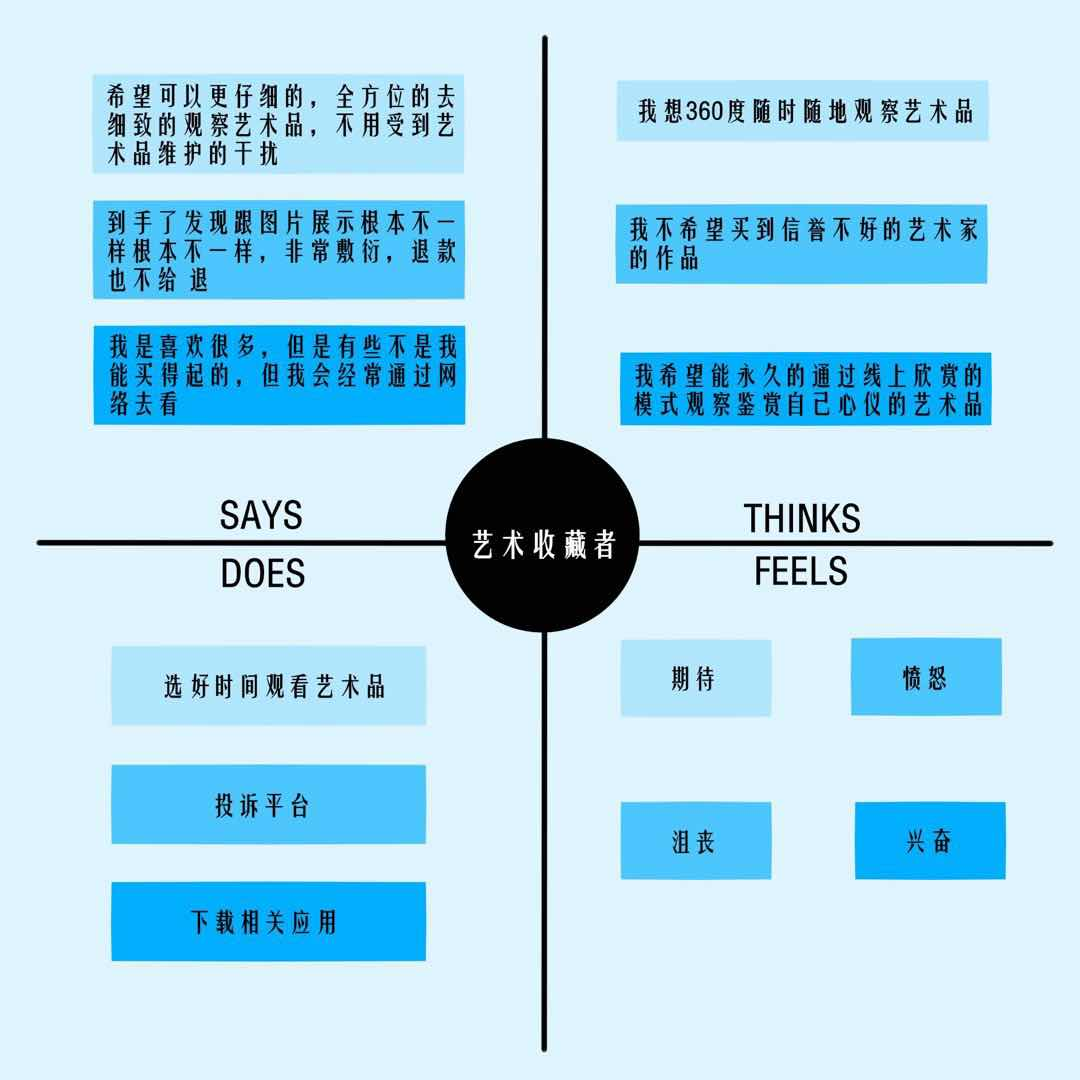 希望可以更仔细的，全方位的去
细致的观察艺术品，不用受到艺
术品维护的干扰
到手了发现跟图片展示根本不一
样根本不一样，非常敷衍，退款
也不给 退
我是喜欢很多，但是有些不是我
能买得起的，但我会经常通过网
络去看
SAYS
我想360度随时随地观察艺术品
我不希望买到信誉不好的艺术家
的作品
我希望能永久的通过线上欣赏的
模式观察鉴赏自己心仪的艺术品
THINKS
艺术收藏者
DOES
选好时间观看艺术品
投诉平台
下载相关应用
FEELS
期待
愤怒
沮丧
兴奋